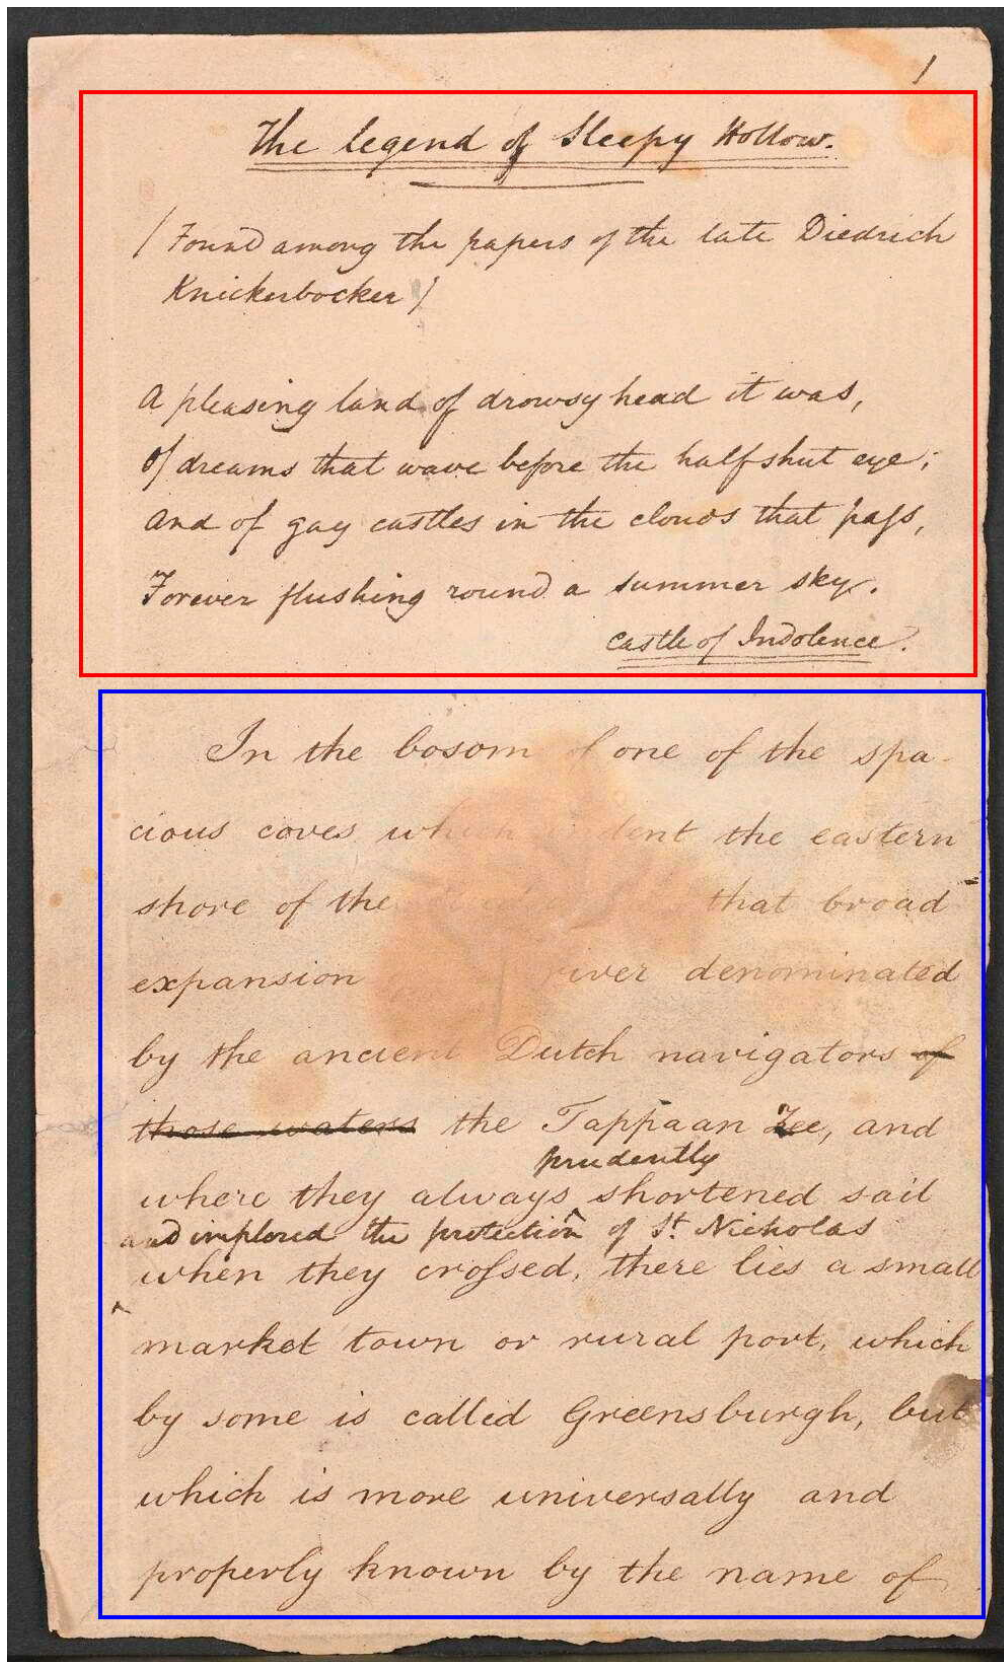 1
The legend of Sleepy Hollow.
(Found among the papers of the late Diedrich
Knickerbocker)
A pleasing land of drowsy head it was,
Of dreams that wave before the half shut eye;
And of gay castles in the clouds that pass,
Forever flushing round a summer sky.
Castle of Indolence.
In the bosom of one of the spa-
cious coves which indent the eastern
shore of the that broad
expansion river denominated
by the ancient Dutch navigators of
those waters the Tappaan Zee, and
prudently
where they always shortened sail
and implored the protection of St. Nicholas
when they crossed, there lies a small
market town or rural port, which
by some is called Greensburgh, but
which is more universally and
properly known by the name of